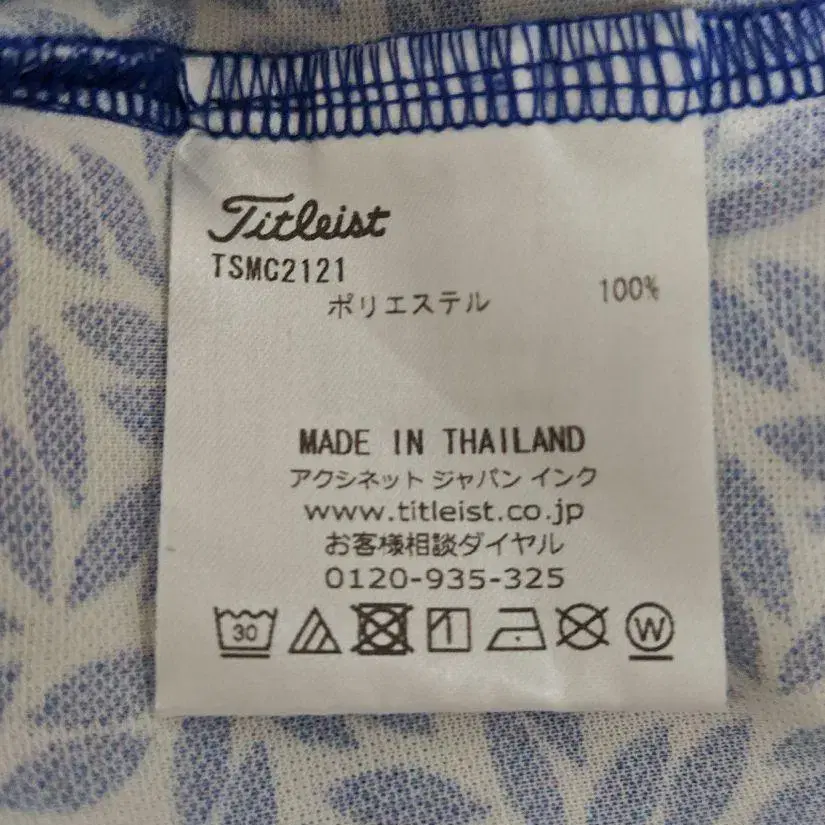 Titleist
TSMC2121
ポリエステル 100%
MADE IN THAILAND
アクシネット ジャパン インク
www.titleist.co.jp
お客様相談ダイヤル
0120-935-325
30 W